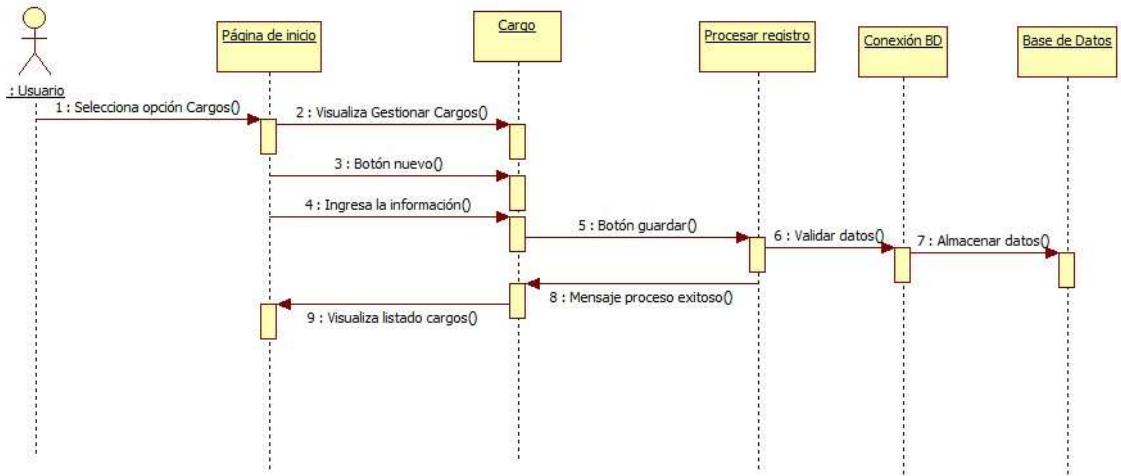 : Usuario
Página de inicio
Cargo
Procesar registro
Conexión BD
Base de Datos
1 : Selecciona opción Cargos()
2 : Visualiza Gestionar Cargos()
3 : Botón nuevo()
4 : Ingresa la información()
5 : Botón guardar()
6 : Validar datos()
7 : Almacenar datos()
8 : Mensaje proceso exitoso()
9 : Visualiza listado cargos()